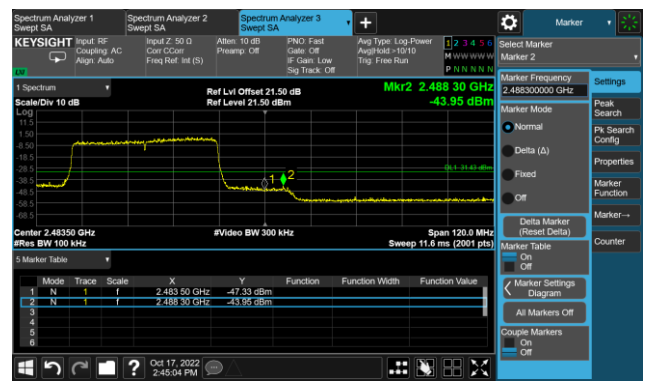 Spectrum Analyzer 1
Swept SA
Spectrum Analyzer 2
Swept SA
Spectrum Analyzer 3
Swept SA
Marker
KEYSIGHT
Input: RF
Coupling: AC
Align: Auto
Input Z: 50 Ω
Corr CCorr
Freq Ref: Int (S)
Atten: 10 dB
Preamp: Off
PNO: Fast
Gate: Off
IF Gain: Low
Sig Track: Off
Avg Type: Log-Power
Avg|Hold:>10/10
Trig: Free Run
1 2 3 4 5 6
M W W W W W
P N N N N N
LXI
Select Marker
Marker 2
1 Spectrum
Scale/Div 10 dB
Ref Lvl Offset 21.50 dB
Ref Level 21.50 dBm
Mkr2 2.488 30 GHz
-43.95 dBm
Log
11.5
1.50
-8.50
-18.5
-28.5
-38.5
-48.5
-58.5
-68.5
DL1 -31.43 dBm
1
2
Center 2.48350 GHz
#Res BW 100 kHz
#Video BW 300 kHz
Span 120.0 MHz
Sweep 11.6 ms (2001 pts)
5 Marker Table
Mode Trace Scale X Y Function Function Width Function Value
1 N 1 f 2.483 50 GHz -47.33 dBm
2 N 1 f 2.488 30 GHz -43.95 dBm
3
4
5
6
Marker Frequency
2.488300000 GHz
Marker Mode
Normal
Delta (Δ)
Fixed
Off
Delta Marker
(Reset Delta)
Marker Table
On
Off
Marker Settings
Diagram
All Markers Off
Couple Markers
On
Off
Settings
Peak
Search
Pk Search
Config
Properties
Marker
Function
Marker→
Counter
?
Oct 17, 2022
2:45:04 PM